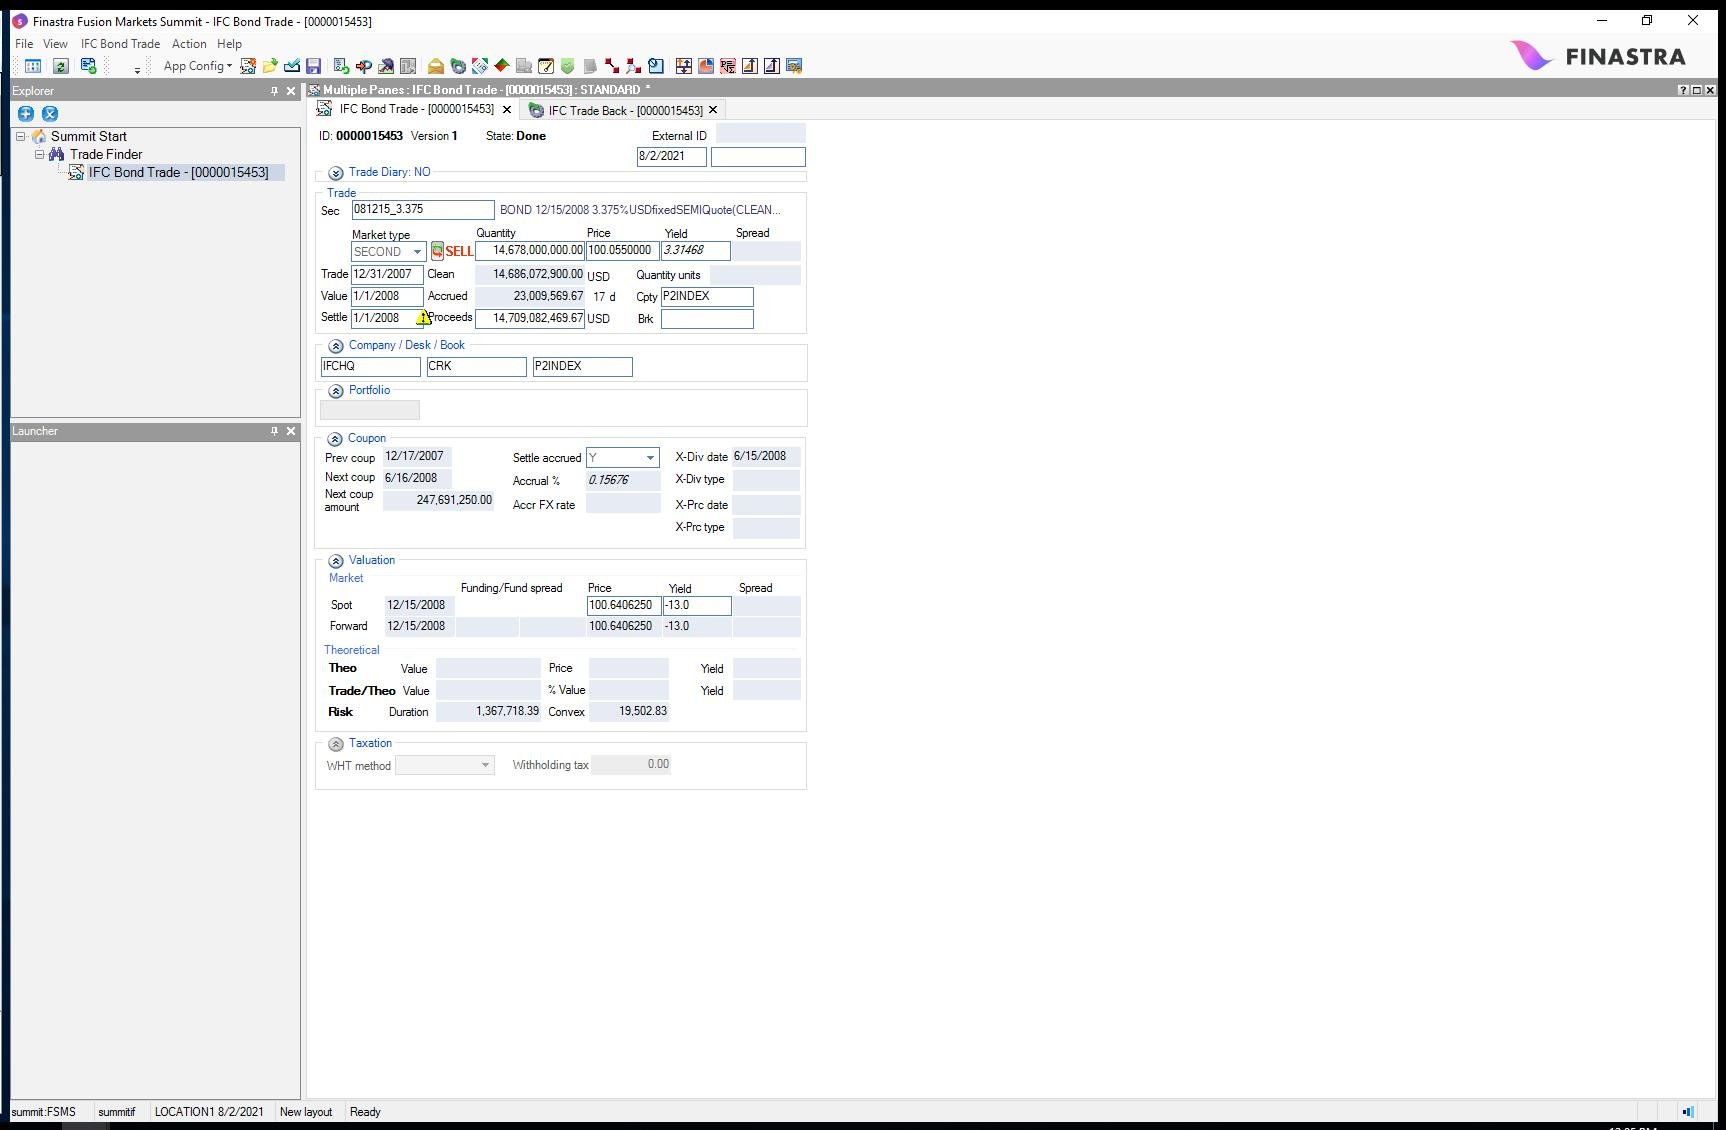 Finastra Fusion Markets Summit - IFC Bond Trade - [0000015453]
File View IFC Bond Trade Action Help
App Config
FINASTRA
Explorer
Summit Start
Trade Finder
IFC Bond Trade - [0000015453]
Launcher
Multiple Panes : IFC Bond Trade - [0000015453] : STANDARD *
IFC Bond Trade - [0000015453] IFC Trade Back - [0000015453]
ID: 0000015453 Version 1 State: Done External ID
8/2/2021
Trade Diary: NO
Trade
Sec 081215_3.375 BOND 12/15/2008 3.375%USDfixedSEMIQuote(CLEAN...
Market type Quantity Price Yield Spread
SECOND SELL 14,678,000,000.00 100.0550000 3.31468
Trade 12/31/2007 Clean 14,686,072,900.00 USD Quantity units
Value 1/1/2008 Accrued 23,009,569.67 17 d Cpty P2INDEX
Settle 1/1/2008 Proceeds 14,709,082,469.67 USD Brk
Company / Desk / Book
IFCHQ CRK P2INDEX
Portfolio
Coupon
Prev coup 12/17/2007 Settle accrued Y X-Div date 6/15/2008
Next coup 6/16/2008 Accrual % 0.15676 X-Div type
Next coup amount 247,691,250.00 Accr FX rate X-Prc date
X-Prc type
Valuation
Market
Funding/Fund spread Price Yield Spread
Spot 12/15/2008 100.6406250 -13.0
Forward 12/15/2008 100.6406250 -13.0
Theoretical
Theo Value Price Yield
Trade/Theo Value % Value Yield
Risk Duration 1,367,718.39 Convex 19,502.83
Taxation
WHT method Withholding tax 0.00
summit:FSMS summitif LOCATION1 8/2/2021 New layout Ready